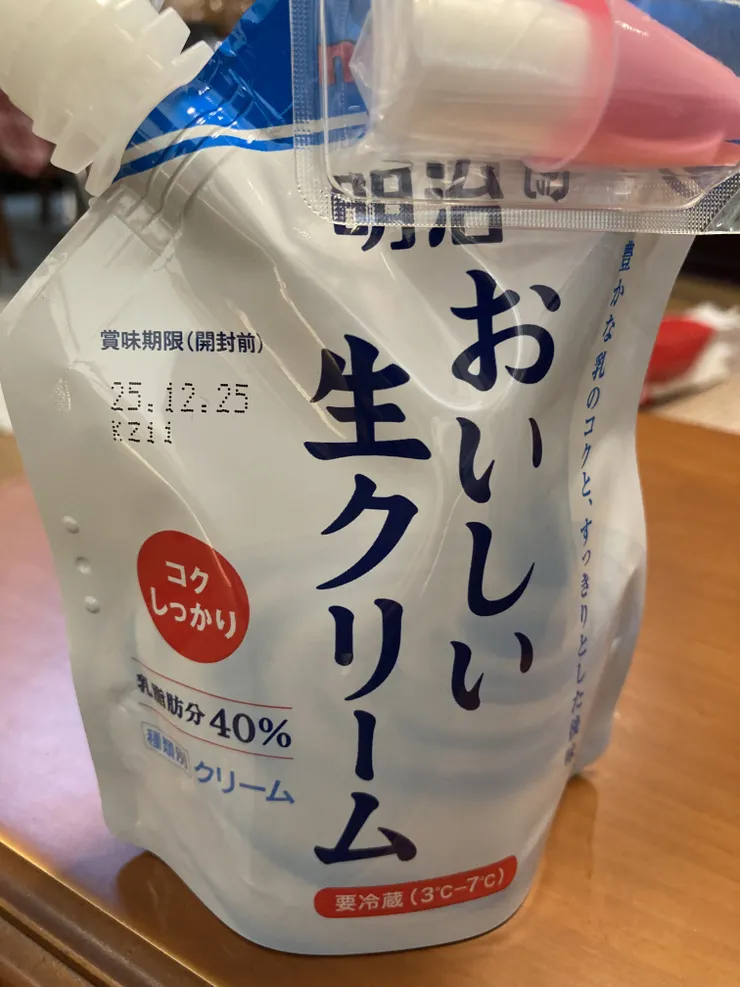 明治
おいしい
生クリーム
豊かな乳のコクと、すっきりとした後味
賞味期限(開封前)
25.12.25
KZ11
コク
しっかり
乳脂肪分40%
種類別 クリーム
要冷蔵(3℃-7℃)